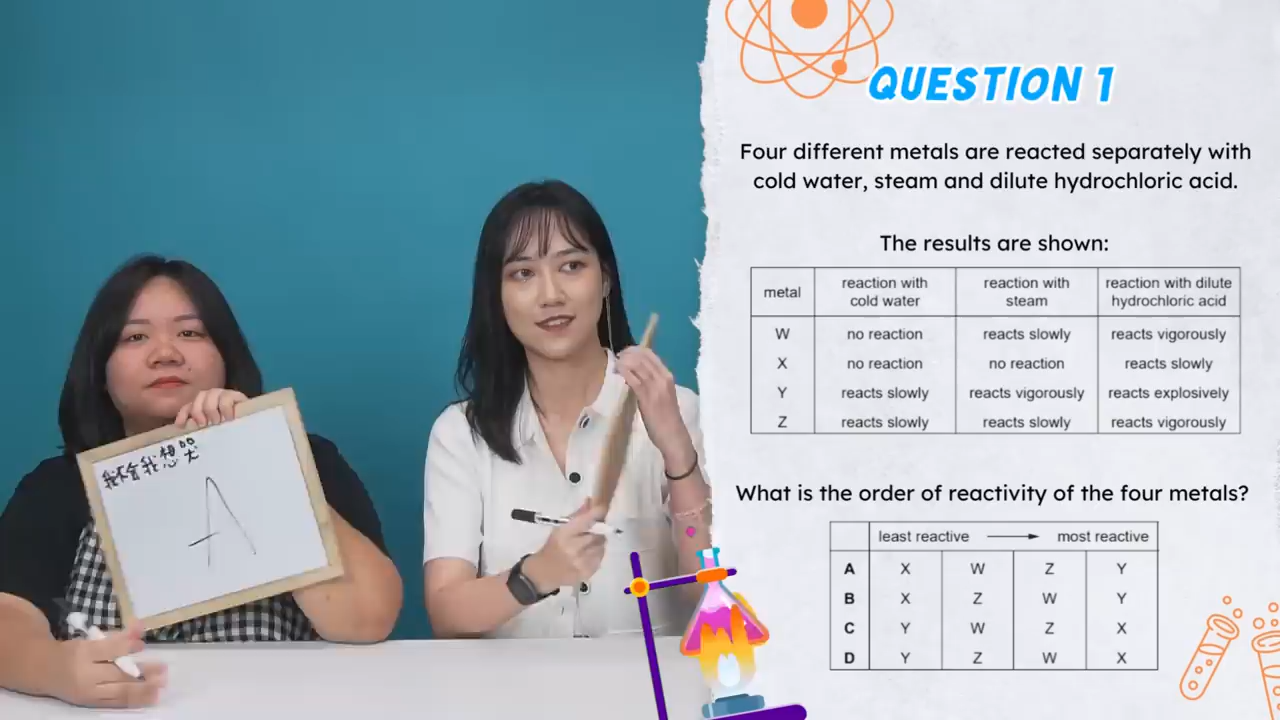 我不会我想哭
A
QUESTION 1
Four different metals are reacted separately with
cold water, steam and dilute hydrochloric acid.
The results are shown:
metal reaction with cold water reaction with steam reaction with dilute hydrochloric acid
W no reaction reacts slowly reacts vigorously
X no reaction no reaction reacts slowly
Y reacts slowly reacts vigorously reacts explosively
Z reacts slowly reacts slowly reacts vigorously
What is the order of reactivity of the four metals?
least reactive → most reactive
A X W Z Y
B X Z W Y
C Y W Z X
D Y Z W X